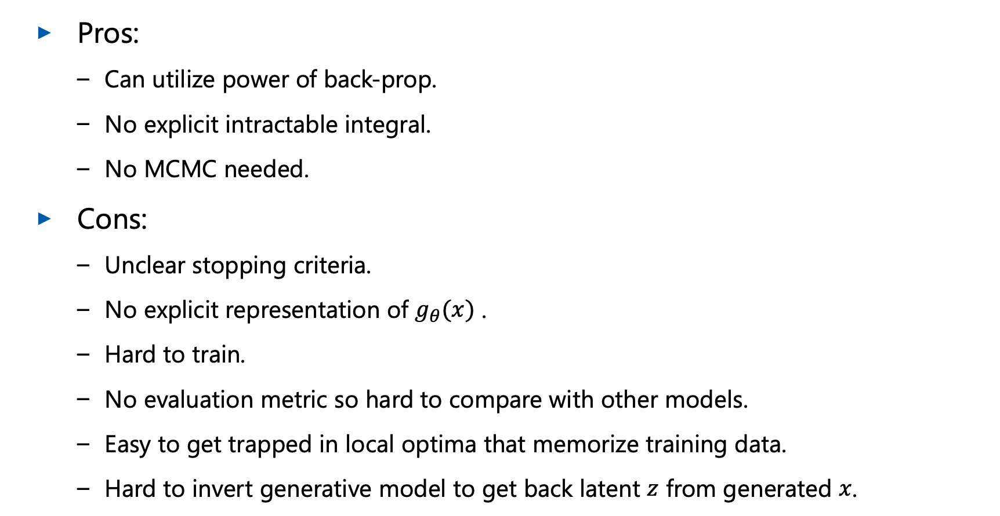 ► Pros:
– Can utilize power of back-prop.
– No explicit intractable integral.
– No MCMC needed.
► Cons:
– Unclear stopping criteria.
– No explicit representation of g_θ(x) .
– Hard to train.
– No evaluation metric so hard to compare with other models.
– Easy to get trapped in local optima that memorize training data.
– Hard to invert generative model to get back latent z from generated x.